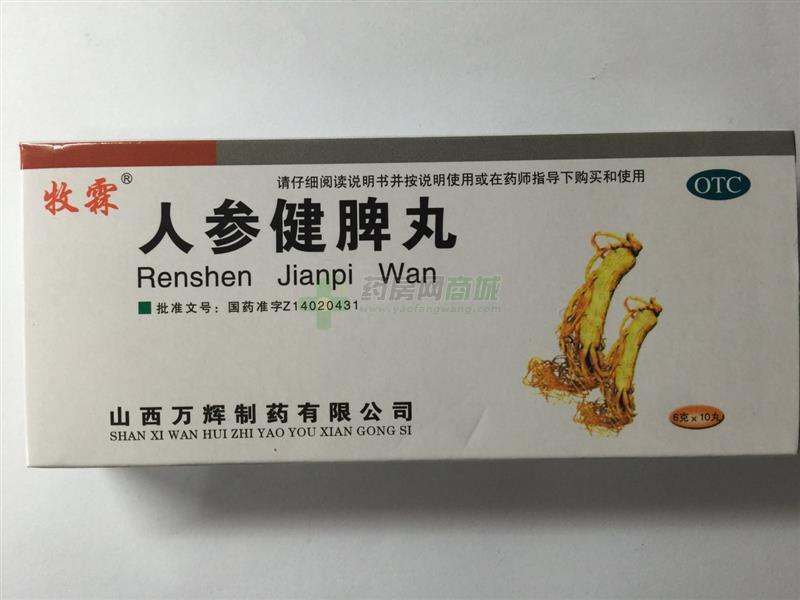 牧霖®
请仔细阅读说明书并按说明使用或在药师指导下购买和使用
OTC
人参健脾丸
Renshen Jianpi Wan
药房网商城
www.yaofangwang.com
批准文号：国药准字Z14020431
山西万辉制药有限公司
SHAN XI WAN HUI ZHI YAO YOU XIAN GONG SI
6克×10丸